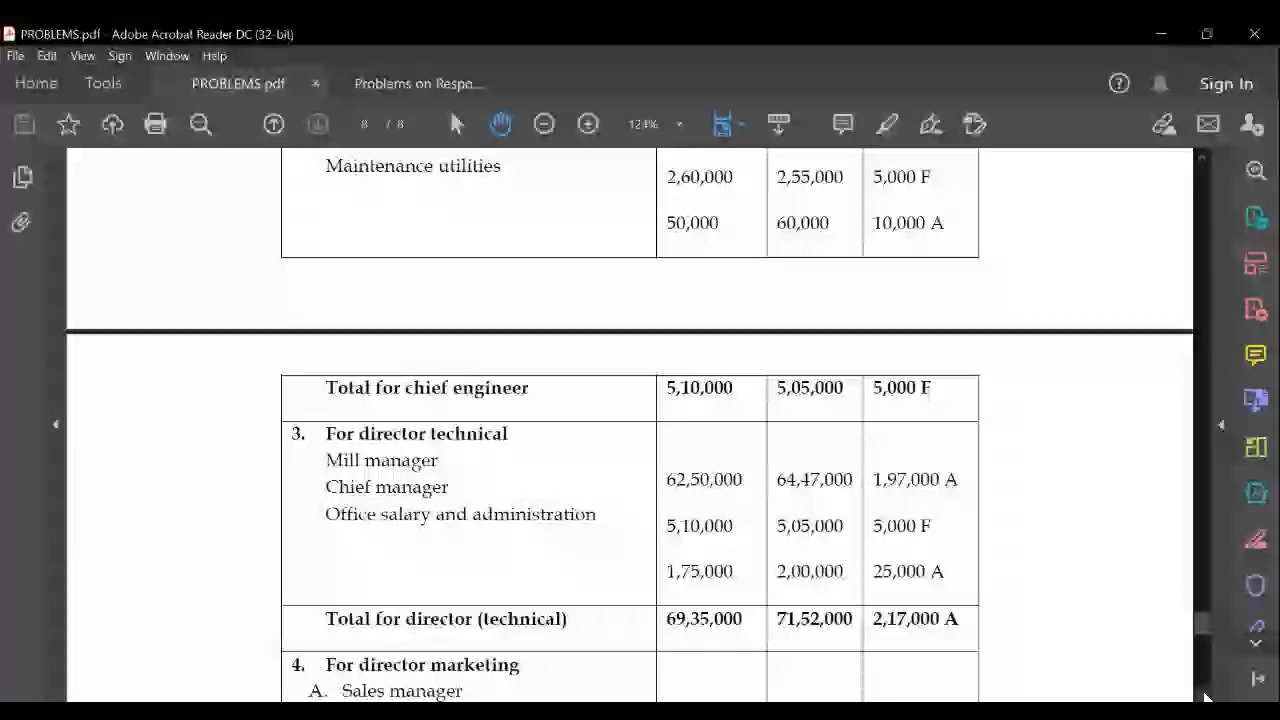 PROBLEMS.pdf - Adobe Acrobat Reader DC (32-bit)
File Edit View Sign Window Help
Home Tools PROBLEMS.pdf × Problems on Respo... Sign In
8 / 8 124%
Maintenance utilities
2,60,000 2,55,000 5,000 F
50,000 60,000 10,000 A
Total for chief engineer 5,10,000 5,05,000 5,000 F
3. For director technical
Mill manager
Chief manager
62,50,000 64,47,000 1,97,000 A
Office salary and administration
5,10,000 5,05,000 5,000 F
1,75,000 2,00,000 25,000 A
Total for director (technical) 69,35,000 71,52,000 2,17,000 A
4. For director marketing
A. Sales manager